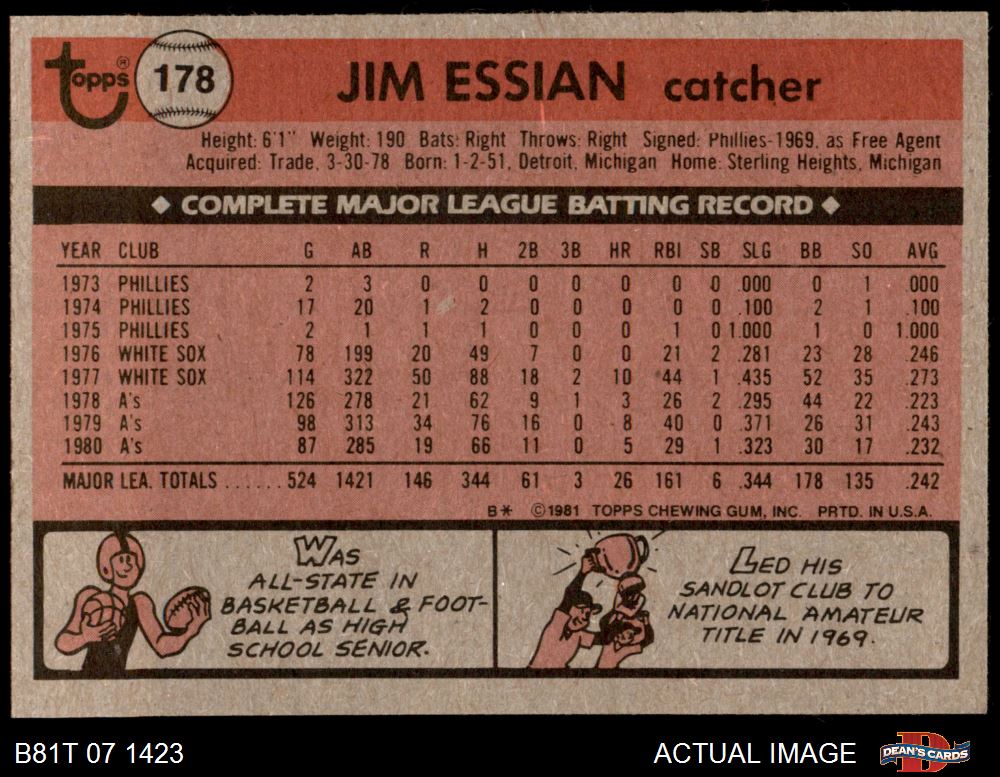 Topps® 178 JIM ESSIAN catcher
Height: 6'1" Weight: 190 Bats: Right Throws: Right Signed: Phillies-1969, as Free Agent
Acquired: Trade, 3-30-78 Born: 1-2-51, Detroit, Michigan Home: Sterling Heights, Michigan
◆ COMPLETE MAJOR LEAGUE BATTING RECORD ◆
YEAR CLUB G AB R H 2B 3B HR RBI SB SLG BB SO AVG
1973 PHILLIES 2 3 0 0 0 0 0 0 0 .000 0 1 .000
1974 PHILLIES 17 20 1 2 0 0 0 0 0 .100 2 1 .100
1975 PHILLIES 2 1 1 1 0 0 0 1 0 1.000 1 0 1.000
1976 WHITE SOX 78 199 20 49 7 0 0 21 2 .281 23 28 .246
1977 WHITE SOX 114 322 50 88 18 2 10 44 1 .435 52 35 .273
1978 A's 126 278 21 62 9 1 3 26 2 .295 44 22 .223
1979 A's 98 313 34 76 16 0 8 40 0 .371 26 31 .243
1980 A's 87 285 19 66 11 0 5 29 1 .323 30 17 .232
MAJOR LEA. TOTALS ...... 524 1421 146 344 61 3 26 161 6 .344 178 135 .242
B* ©1981 TOPPS CHEWING GUM, INC. PRTD. IN U.S.A.
WAS
ALL-STATE IN
BASKETBALL & FOOT-
BALL AS HIGH
SCHOOL SENIOR.
LED HIS
SANDLOT CLUB TO
NATIONAL AMATEUR
TITLE IN 1969.
B81T 07 1423 ACTUAL IMAGE DEAN'S CARDS